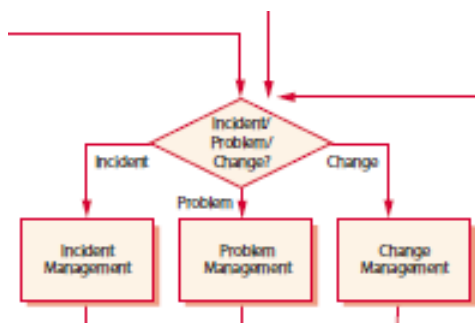 Incident/
Problem/
Change?
Incident
Change
Problem
Incident
Management
Problem
Management
Change
Management